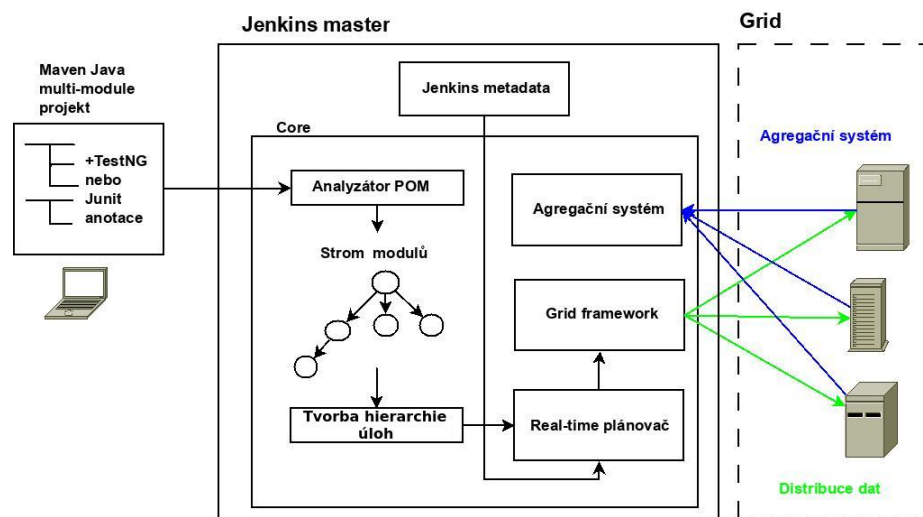 Jenkins master
Grid
Maven Java
multi-module
projekt
+TestNG
nebo
Junit
anotace
Jenkins metadata
Core
Analyzátor POM
Strom modulů
Tvorba hierarchie
úloh
Agregační systém
Grid framework
Real-time plánovač
Agregační systém
Distribuce dat